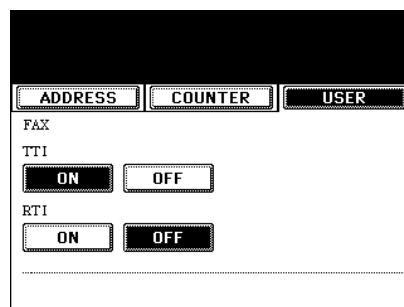 ADDRESS COUNTER USER
FAX
TTI
ON OFF
RTI
ON OFF